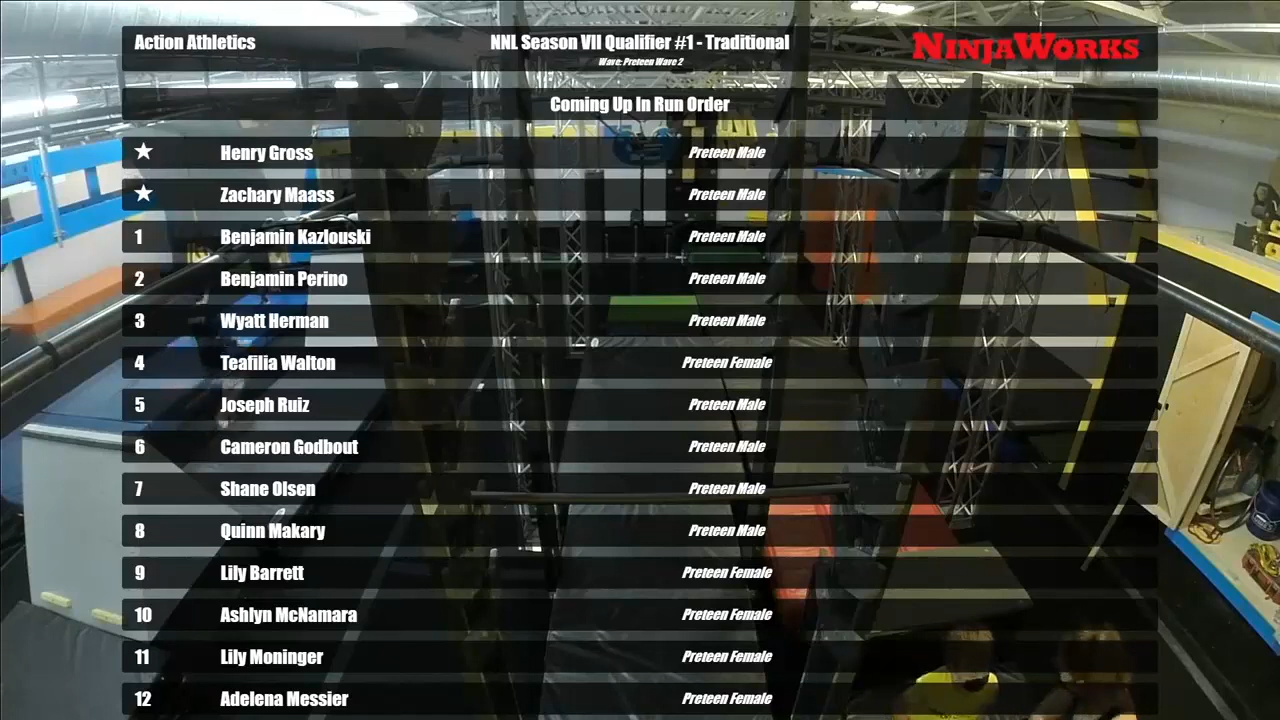 Action Athletics
NNL Season VII Qualifier #1 - Traditional
Wave: Preteen Wave 2
NinjaWorks
Coming Up In Run Order
★ Henry Gross Preteen Male
★ Zachary Maass Preteen Male
1 Benjamin Kazlouski Preteen Male
2 Benjamin Perino Preteen Male
3 Wyatt Herman Preteen Male
4 Teafilia Walton Preteen Female
5 Joseph Ruiz Preteen Male
6 Cameron Godbout Preteen Male
7 Shane Olsen Preteen Male
8 Quinn Makary Preteen Male
9 Lily Barrett Preteen Female
10 Ashlyn McNamara Preteen Female
11 Lily Moninger Preteen Female
12 Adelena Messier Preteen Female